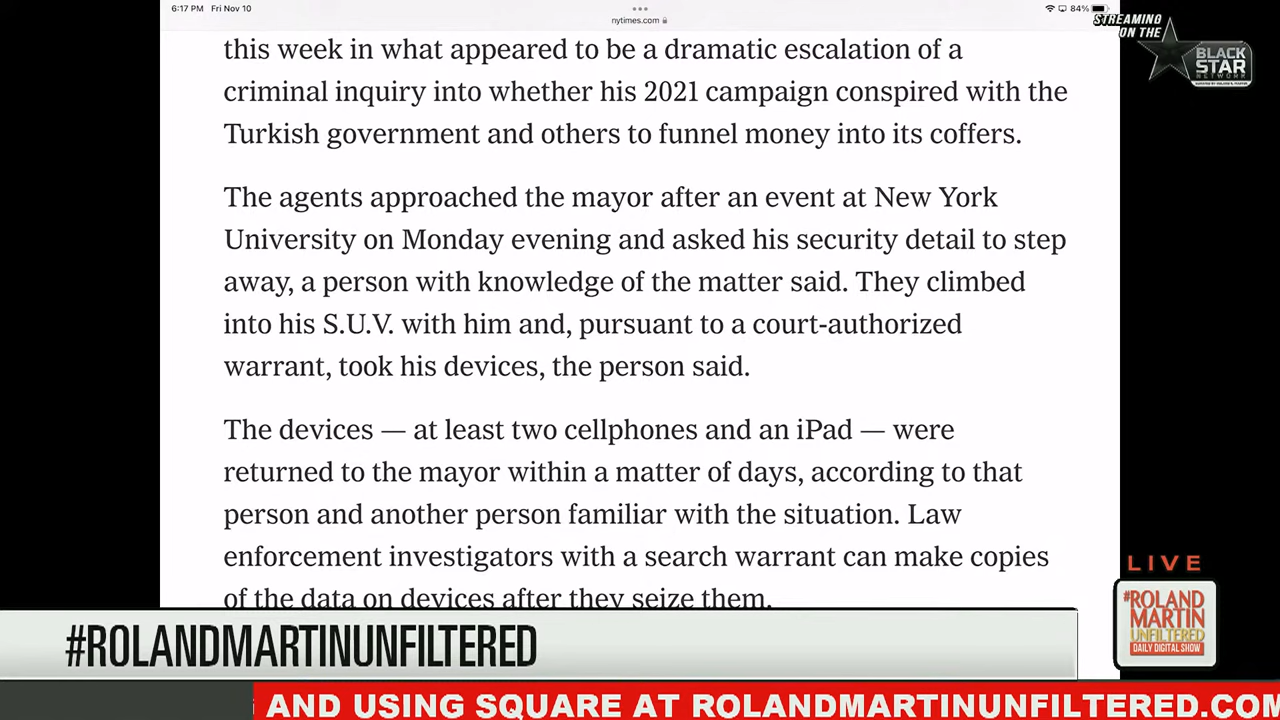 6:17 PM Fri Nov 10
nytimes.com
84%
STREAMING
ON THE
BLACK
STAR
NETWORK
this week in what appeared to be a dramatic escalation of a
criminal inquiry into whether his 2021 campaign conspired with the
Turkish government and others to funnel money into its coffers.
The agents approached the mayor after an event at New York
University on Monday evening and asked his security detail to step
away, a person with knowledge of the matter said. They climbed
into his S.U.V. with him and, pursuant to a court-authorized
warrant, took his devices, the person said.
The devices — at least two cellphones and an iPad — were
returned to the mayor within a matter of days, according to that
person and another person familiar with the situation. Law
enforcement investigators with a search warrant can make copies
of the data on devices after they seize them.
LIVE
#ROLAND
MARTIN
UNFILTERED
DAILY DIGITAL SHOW
#ROLANDMARTINUNFILTERED
AND USING SQUARE AT ROLANDMARTINUNFILTERED.COM